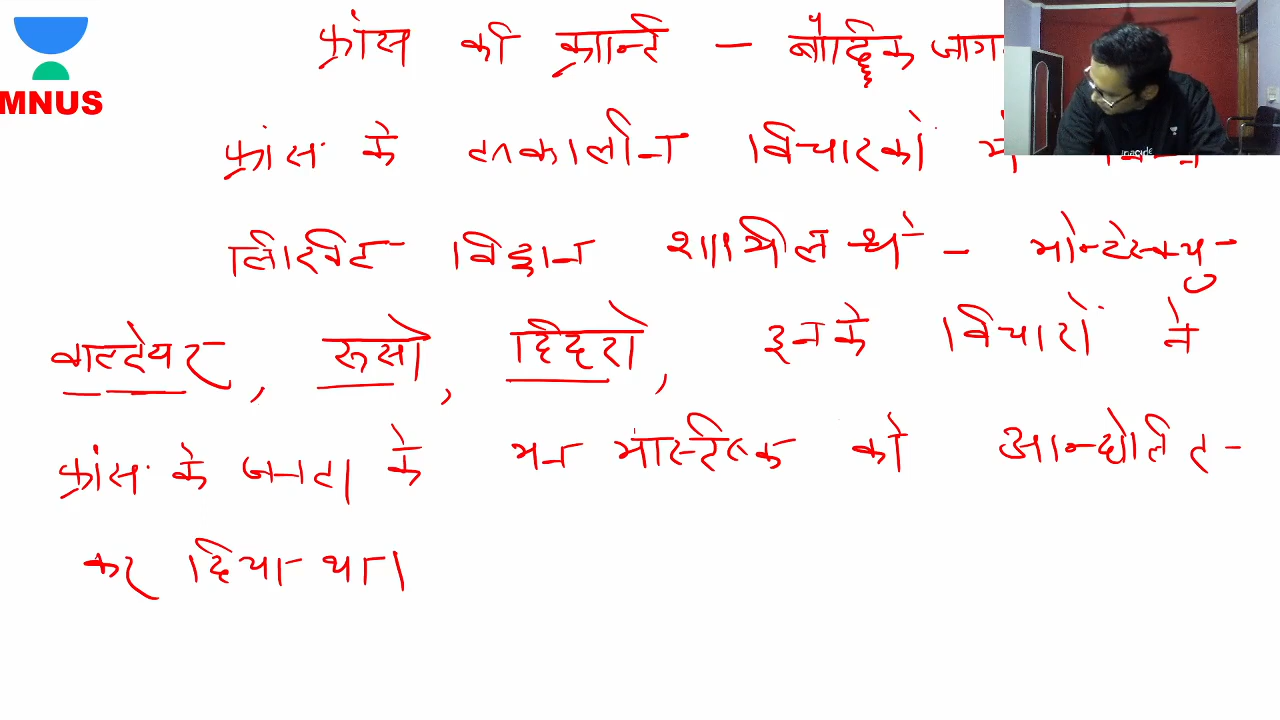 MNUS
फ्रांस की क्रान्ति - बौद्धिक जाग
फ्रांस के तत्कालीन विचारकों में
लिखित विद्वान शामिल थे - मोन्टेस्क्यु -
वाल्टेयर, रूसो, दिदरो, इनके विचारों ने
फ्रांस के जनता के मन मस्तिष्क को आन्दोलित -
कर दिया था।